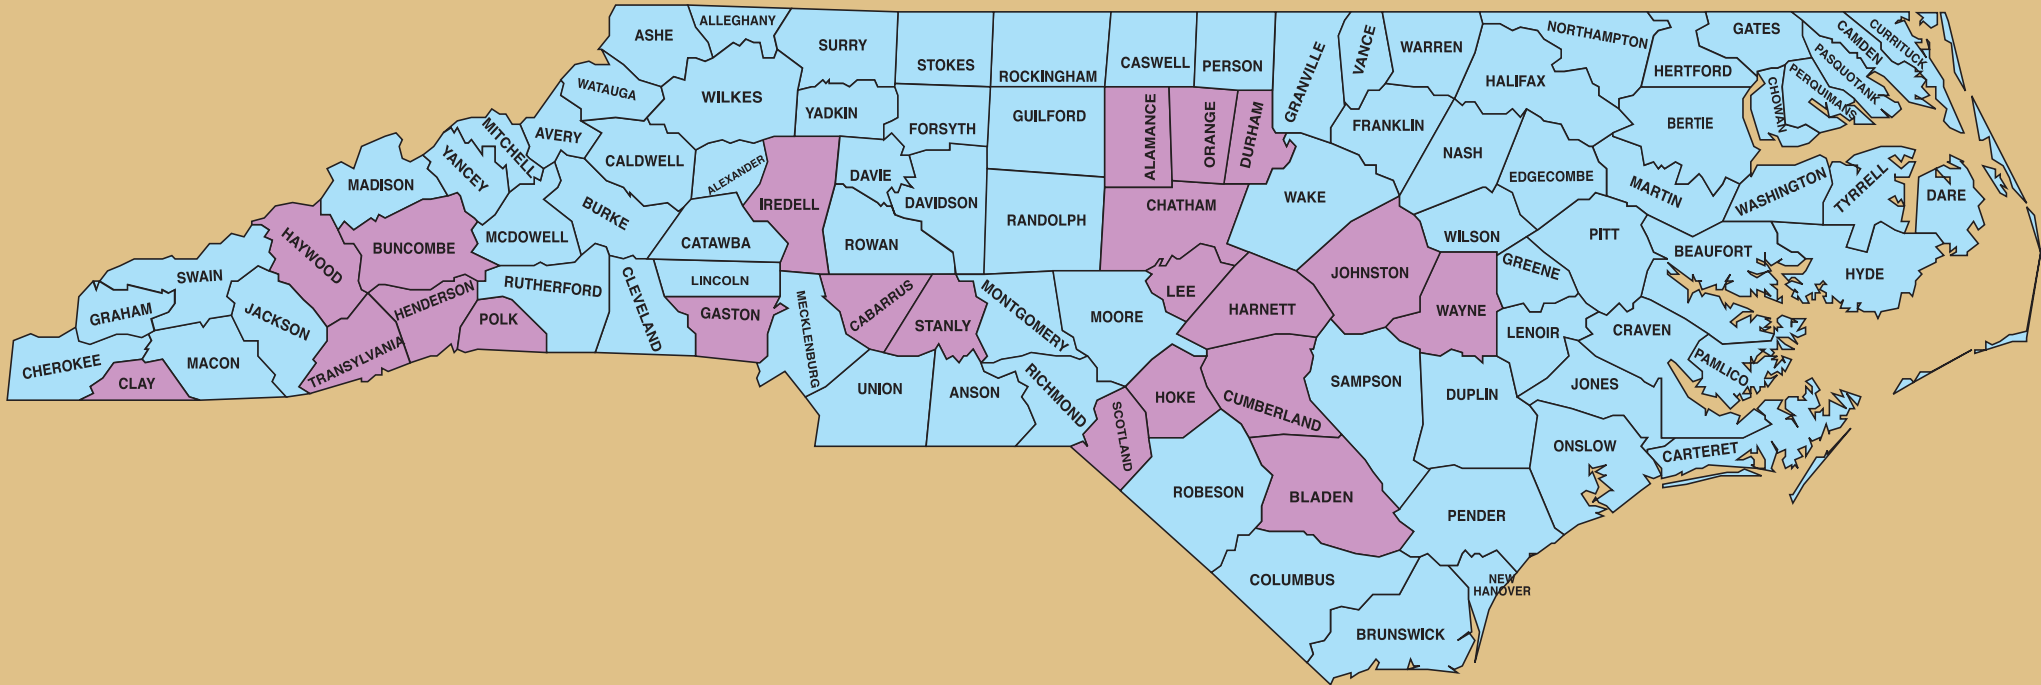 ALLEGHANY
ASHE
SURRY
STOKES
ROCKINGHAM
CASWELL
PERSON
GRANVILLE
VANCE
WARREN
NORTHAMPTON
GATES
CURRITUCK
CAMDEN
PASQUOTANK
PERQUIMANS
CHOWAN
HERTFORD
HALIFAX
WATAUGA
WILKES
YADKIN
FORSYTH
GUILFORD
ALAMANCE
ORANGE
DURHAM
FRANKLIN
NASH
BERTIE
MITCHELL
AVERY
YANCEY
CALDWELL
ALEXANDER
MADISON
IREDELL
DAVIE
DAVIDSON
RANDOLPH
CHATHAM
WAKE
EDGECOMBE
MARTIN
WASHINGTON
TYRRELL
DARE
HAYWOOD
BUNCOMBE
MCDOWELL
BURKE
CATAWBA
ROWAN
WILSON
PITT
BEAUFORT
HYDE
SWAIN
GRAHAM
JACKSON
HENDERSON
POLK
RUTHERFORD
CLEVELAND
LINCOLN
GASTON
MECKLENBURG
CABARRUS
STANLY
MONTGOMERY
MOORE
LEE
HARNETT
JOHNSTON
WAYNE
GREENE
LENOIR
CRAVEN
PAMLICO
CHEROKEE
CLAY
MACON
TRANSYLVANIA
UNION
ANSON
RICHMOND
SCOTLAND
HOKE
CUMBERLAND
SAMPSON
DUPLIN
JONES
ONSLOW
CARTERET
ROBESON
BLADEN
PENDER
COLUMBUS
NEW
HANOVER
BRUNSWICK